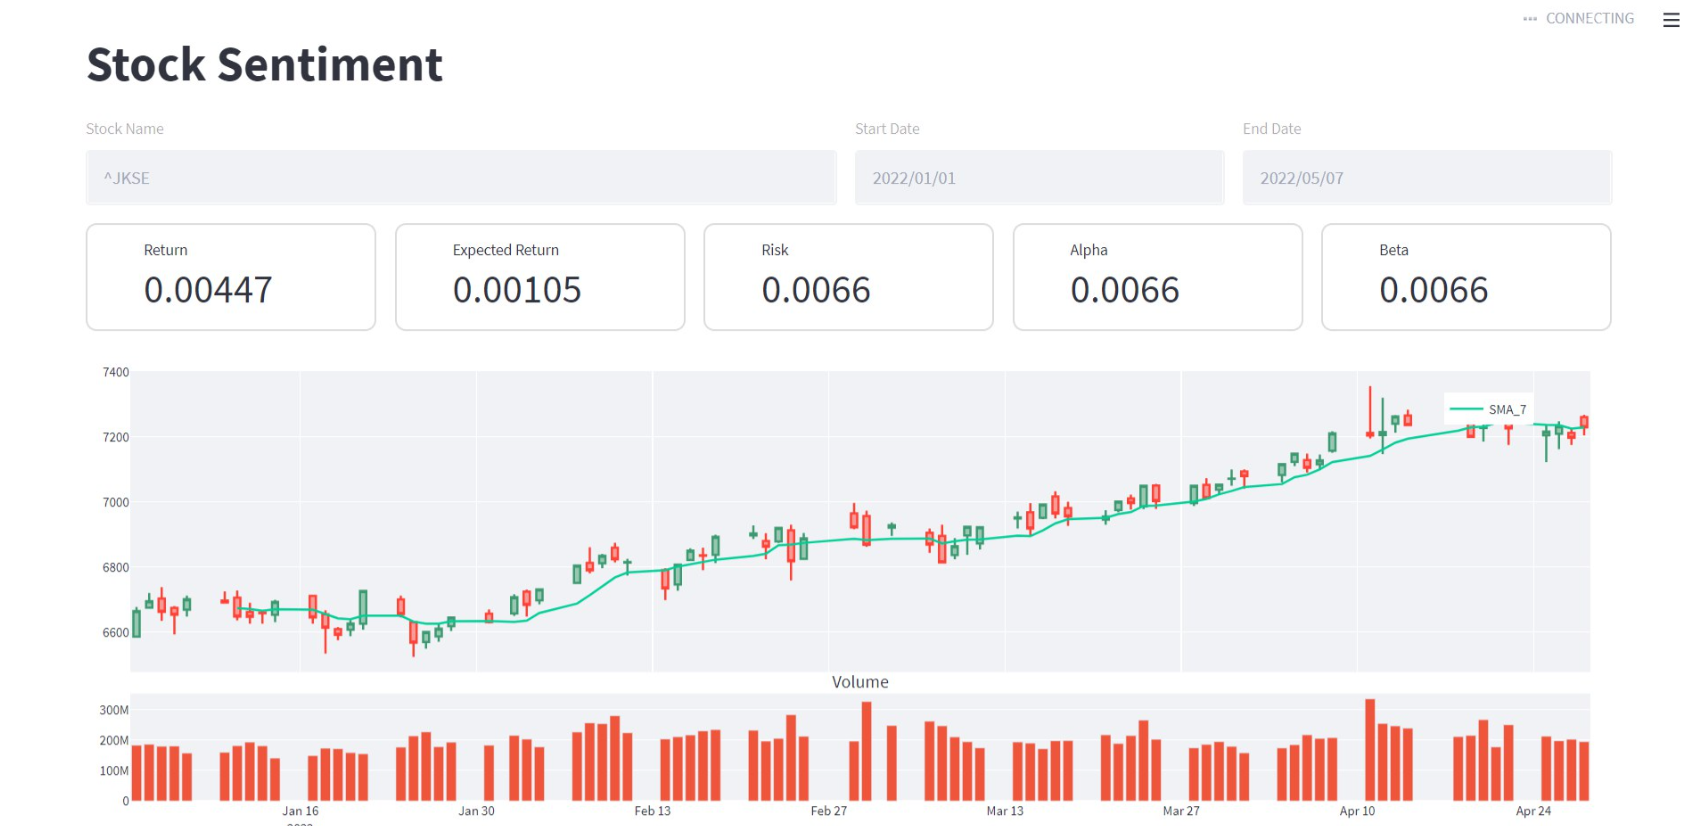 CONNECTING
Stock Sentiment
Stock Name
Start Date
End Date
^JKSE
2022/01/01
2022/05/07
Return
Expected Return
Risk
Alpha
Beta
0.00447
0.00105
0.0066
0.0066
0.0066
7400
7200
7000
6800
6600
SMA_7
Volume
300M
200M
100M
0
Jan 16
Jan 30
Feb 13
Feb 27
Mar 13
Mar 27
Apr 10
Apr 24